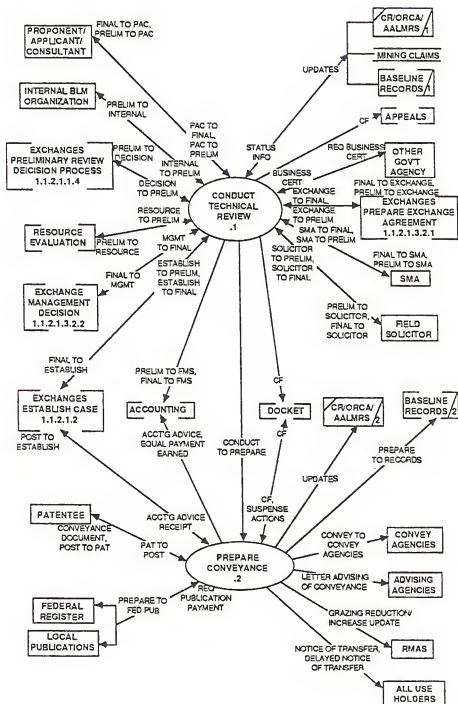 PROPONENT/
APPLICANT/
CONSULTANT
FINAL TO PAC,
PRELIM TO PAC
CR/ORCA/
AALMRS 1
MINING CLAIMS
BASELINE
RECORDS 1
UPDATES
INTERNAL BLM
ORGANIZATION
PRELIM TO
INTERNAL
PAC TO
FINAL,
PAC TO
PRELIM
STATUS
INFO
CF
APPEALS
REQ BUSINESS
CERT
OTHER
GOVT
AGENCY
BUSINESS
CERT
EXCHANGES
PRELIMINARY REVIEW
DECISION PROCESS
1.1.2.1.1.4
PRELIM TO
DECISION
INTERNAL
TO PRELIM
DECISION
TO PRELIM
CONDUCT
TECHNICAL
REVIEW
.1
EXCHANGE
TO FINAL,
EXCHANGE
TO PRELIM
FINAL TO EXCHANGE,
PRELIM TO EXCHANGE
EXCHANGES
PREPARE EXCHANGE
AGREEMENT
1.1.2.1.3.2.1
RESOURCE
EVALUATION
RESOURCE
TO PRELIM
PRELIM TO
RESOURCE
MGMT
TO FINAL
SMA TO FINAL,
SMA TO PRELIM
FINAL TO SMA,
PRELIM TO SMA
SMA
EXCHANGE
MANAGEMENT
DECISION
1.1.2.1.3.2.2
FINAL TO
MGMT
ESTABLISH
TO PRELIM,
ESTABLISH
TO FINAL
SOLICITOR
TO PRELIM,
SOLICITOR
TO FINAL
PRELIM TO
SOLICITOR,
FINAL TO
SOLICITOR
FIELD
SOLICITOR
FINAL TO
ESTABLISH
EXCHANGES
ESTABLISH CASE
1.1.2.1.2
POST TO
ESTABLISH
PRELIM TO FMS,
FINAL TO FMS
ACCOUNTING
ACCT'G ADVICE,
EQUAL PAYMENT
EARNED
CF
DOCKET
CF
CR/ORCA/
AALMRS 2
BASELINE
RECORDS 2
CONDUCT
TO PREPARE
PREPARE
TO RECORDS
UPDATES
CF,
SUSPENSE
ACTIONS
ACCT'G ADVICE
RECEIPT
PATENTEE
CONVEYANCE
DOCUMENT,
POST TO PAT
PAT TO
POST
PREPARE
CONVEYANCE
.2
CONVEY TO
CONVEY
AGENCIES
CONVEY
AGENCIES
LETTER ADVISING
OF CONVEYANCE
ADVISING
AGENCIES
FEDERAL
REGISTER
LOCAL
PUBLICATIONS
PREPARE TO
FED PUB
REQ
PUBLICATION
PAYMENT
GRAZING REDUCTION/
INCREASE UPDATE
RMAS
NOTICE OF TRANSFER,
DELAYED NOTICE
OF TRANSFER
ALL USE
HOLDERS